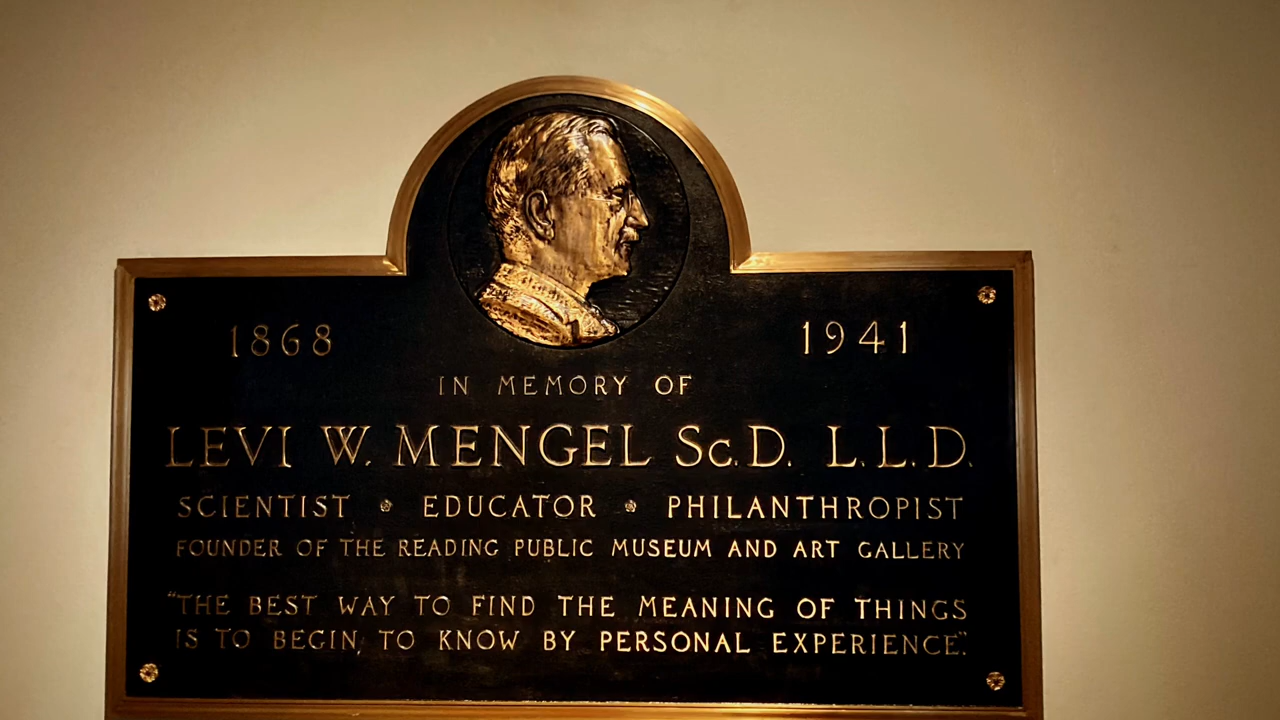 1868 1941
IN MEMORY OF
LEVI W. MENGEL Sc.D. L.L.D.
SCIENTIST • EDUCATOR • PHILANTHROPIST
FOUNDER OF THE READING PUBLIC MUSEUM AND ART GALLERY
“THE BEST WAY TO FIND THE MEANING OF THINGS
IS TO BEGIN, TO KNOW BY PERSONAL EXPERIENCE.”